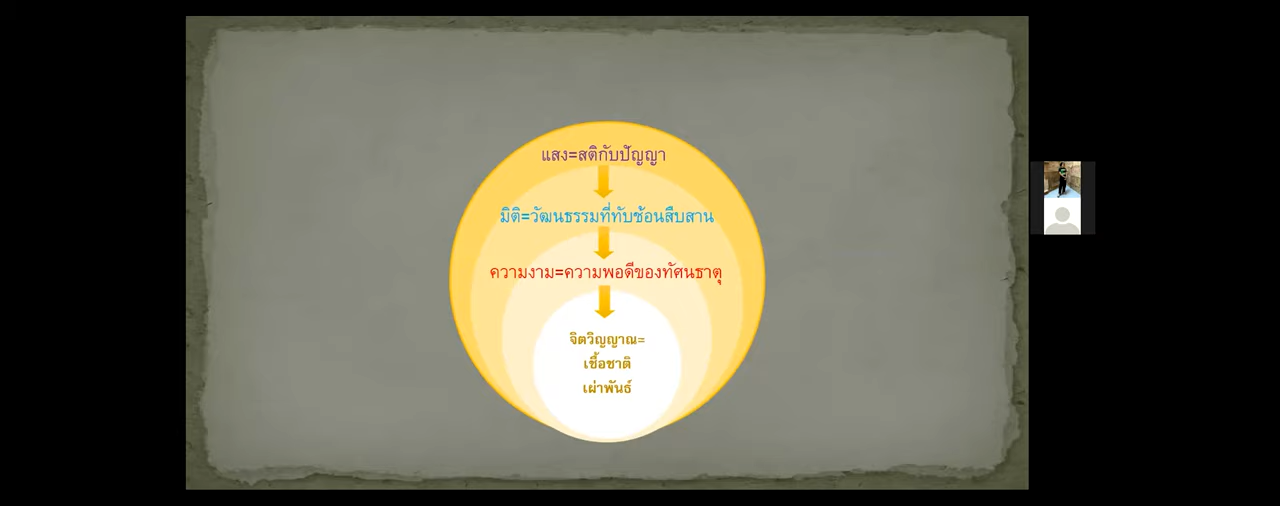 แสง=สติกับปัญญา
มิติ=วัฒนธรรมที่ทับซ้อนสืบสาน
ความงาม=ความพอดีของทัศนธาตุ
จิตวิญญาณ=
เชื้อชาติ
เผ่าพันธ์